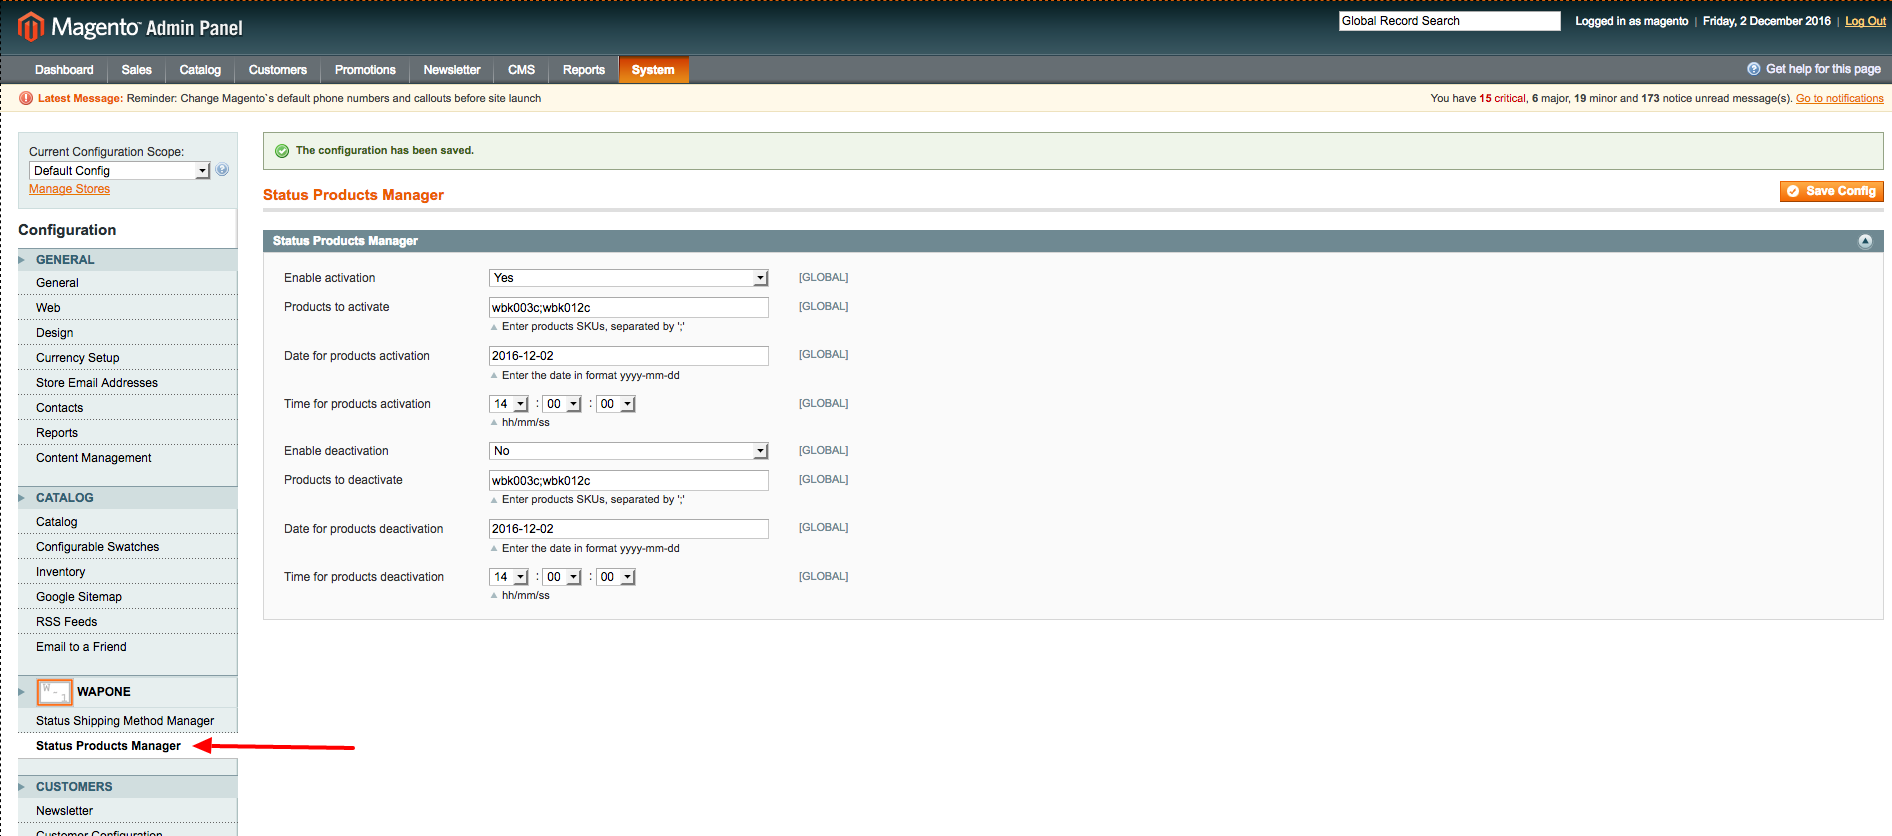 Magento Admin Panel
Global Record Search
Logged in as magento | Friday, 2 December 2016 | Log Out
Dashboard Sales Catalog Customers Promotions Newsletter CMS Reports System
Get help for this page
Latest Message: Reminder: Change Magento`s default phone numbers and callouts before site launch
You have 15 critical, 6 major, 19 minor and 173 notice unread message(s). Go to notifications
Current Configuration Scope:
Default Config
Manage Stores
Configuration
GENERAL
General
Web
Design
Currency Setup
Store Email Addresses
Contacts
Reports
Content Management
CATALOG
Catalog
Configurable Swatches
Inventory
Google Sitemap
RSS Feeds
Email to a Friend
W-1 WAPONE
Status Shipping Method Manager
Status Products Manager
CUSTOMERS
Newsletter
Customer Configuration
The configuration has been saved.
Status Products Manager
Save Config
Status Products Manager
Enable activation Yes [GLOBAL]
Products to activate wbk003c;wbk012c [GLOBAL]
Enter products SKUs, separated by ';'
Date for products activation 2016-12-02 [GLOBAL]
Enter the date in format yyyy-mm-dd
Time for products activation 14 : 00 : 00 [GLOBAL]
hh/mm/ss
Enable deactivation No [GLOBAL]
Products to deactivate wbk003c;wbk012c [GLOBAL]
Enter products SKUs, separated by ';'
Date for products deactivation 2016-12-02 [GLOBAL]
Enter the date in format yyyy-mm-dd
Time for products deactivation 14 : 00 : 00 [GLOBAL]
hh/mm/ss